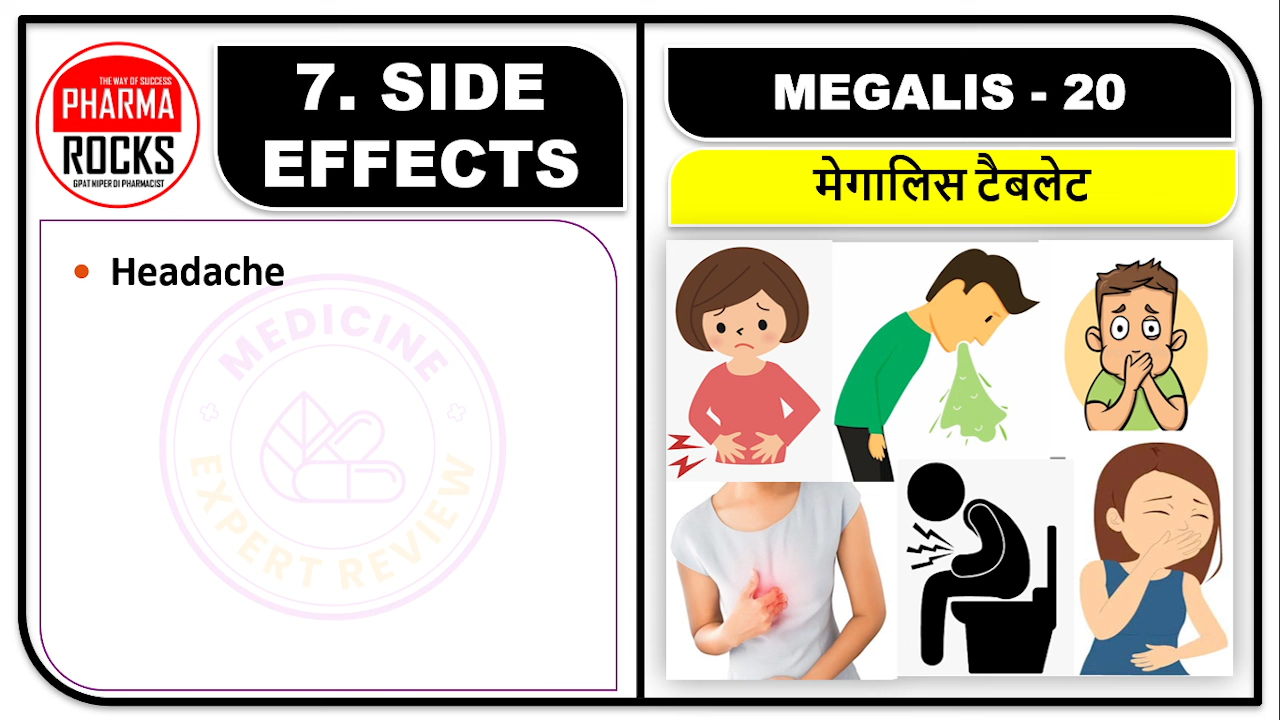 THE WAY OF SUCCESS
PHARMA
ROCKS
GPAT NIPER DI PHARMACIST
7. SIDE
EFFECTS
MEGALIS - 20
मेगालिस टैबलेट
• Headache
MEDICINE
EXPERT REVIEW